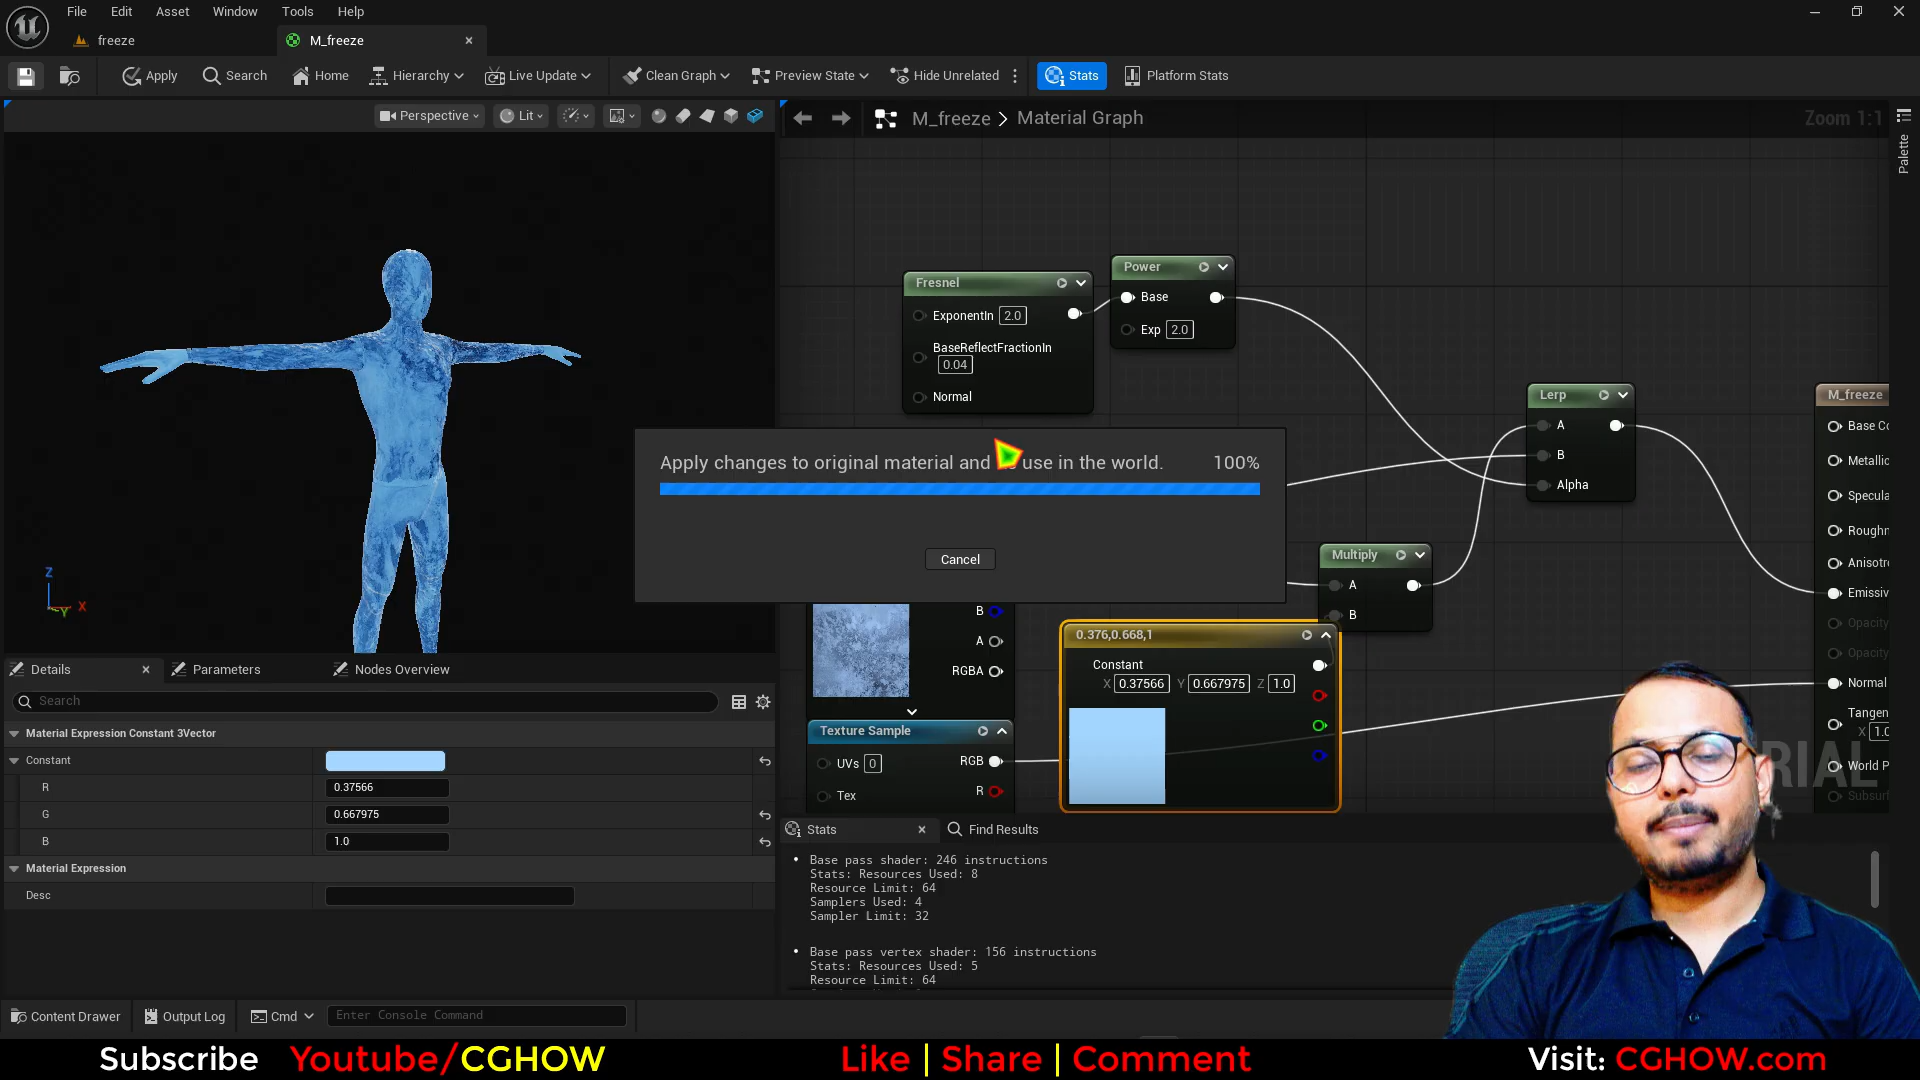 File Edit Asset Window Tools Help
freeze
M_freeze
Apply
Search
Home
Hierarchy
Live Update
Clean Graph
Preview State
Hide Unrelated
Stats
Platform Stats
Perspective
Lit
M_freeze > Material Graph
Zoom 1:1
Palette
Fresnel
ExponentIn 2.0
BaseReflectFractionIn
0.04
Normal
Power
Base
Exp 2.0
Lerp
A
B
Alpha
M_freeze
Base Co
Metallic
Specula
Roughn
Anisotro
Emissiv
Opacity
Opacity
Normal
Tangen
X 1.0
World P
Subsurf
Apply changes to original material and its use in the world. 100%
Cancel
Multiply
A
B
B
A
RGBA
0.376,0.668,1
Constant
X 0.37566 Y 0.667975 Z 1.0
Texture Sample
UVs 0
RGB
Tex
R
RIAL
Z
X
Y
Details
Parameters
Nodes Overview
Search
Material Expression Constant 3Vector
Constant
R 0.37566
G 0.667975
B 1.0
Material Expression
Desc
Stats
Find Results
• Base pass shader: 246 instructions
Stats: Resources Used: 8
Resource Limit: 64
Samplers Used: 4
Sampler Limit: 32
• Base pass vertex shader: 156 instructions
Stats: Resources Used: 5
Resource Limit: 64
Content Drawer
Output Log
Cmd
Enter Console Command
Subscribe Youtube/CGHOW Like | Share | Comment Visit: CGHOW.com